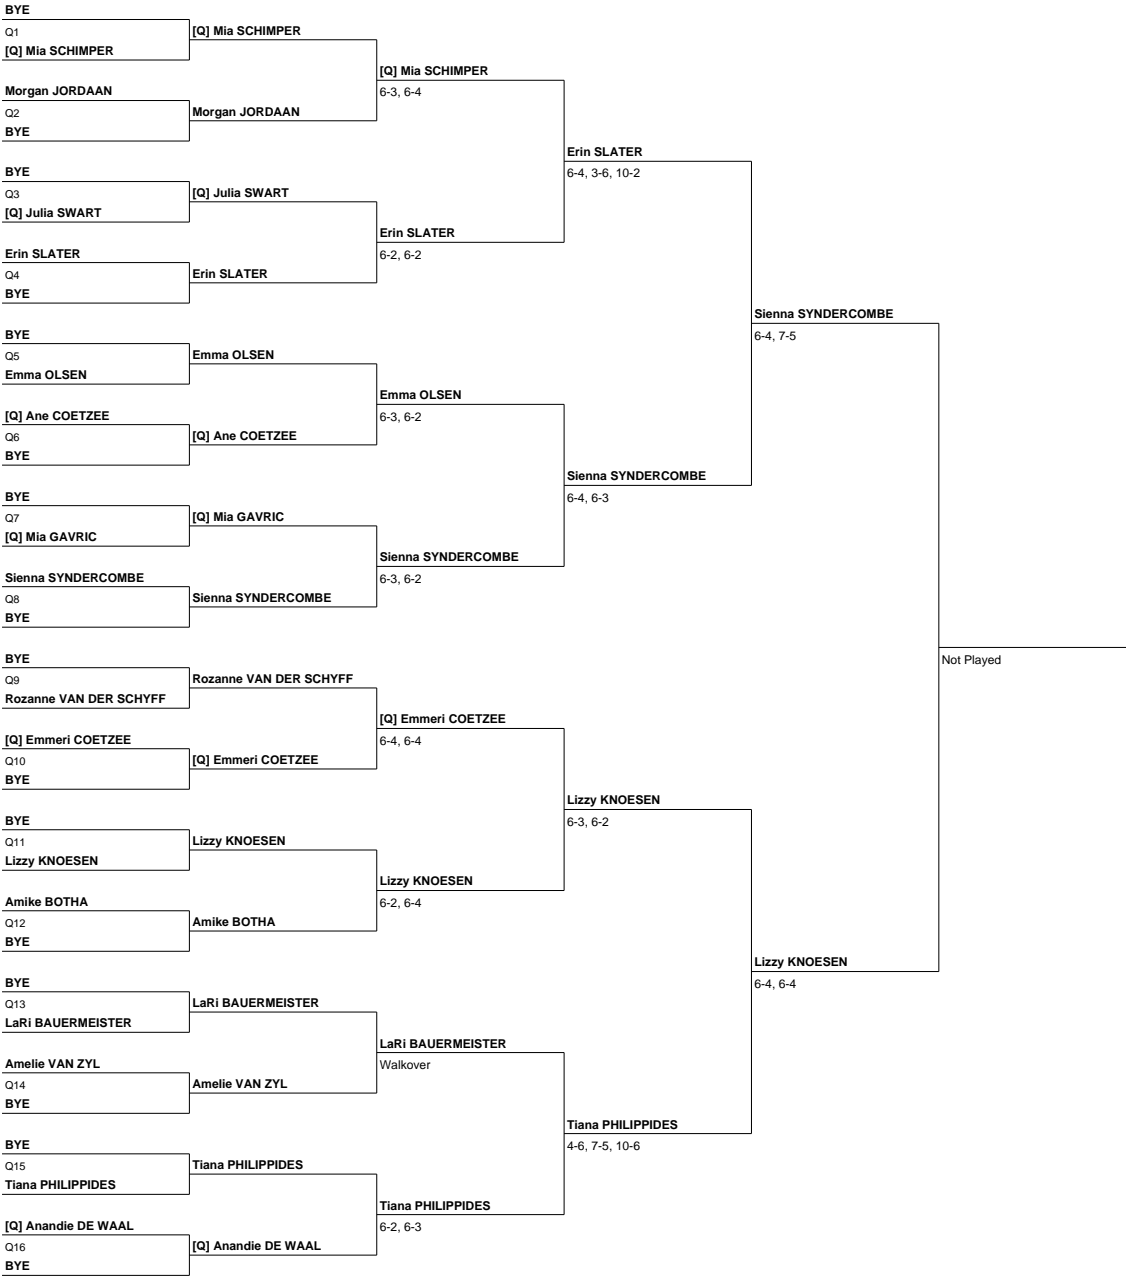 BYE
Q1
[Q] Mia SCHIMPER
[Q] Mia SCHIMPER
[Q] Mia SCHIMPER
6-3, 6-4
Morgan JORDAAN
Q2
Morgan JORDAAN
BYE
Erin SLATER
6-4, 3-6, 10-2
BYE
Q3
[Q] Julia SWART
[Q] Julia SWART
Erin SLATER
6-2, 6-2
Erin SLATER
Q4
Erin SLATER
BYE
Sienna SYNDERCOMBE
6-4, 7-5
BYE
Q5
Emma OLSEN
Emma OLSEN
Emma OLSEN
6-3, 6-2
[Q] Ane COETZEE
Q6
[Q] Ane COETZEE
BYE
Sienna SYNDERCOMBE
6-4, 6-3
BYE
Q7
[Q] Mia GAVRIC
[Q] Mia GAVRIC
Sienna SYNDERCOMBE
6-3, 6-2
Sienna SYNDERCOMBE
Q8
Sienna SYNDERCOMBE
BYE
Not Played
BYE
Q9
Rozanne VAN DER SCHYFF
Rozanne VAN DER SCHYFF
[Q] Emmeri COETZEE
6-4, 6-4
[Q] Emmeri COETZEE
Q10
[Q] Emmeri COETZEE
BYE
Lizzy KNOESEN
6-3, 6-2
BYE
Q11
Lizzy KNOESEN
Lizzy KNOESEN
Lizzy KNOESEN
6-2, 6-4
Amike BOTHA
Q12
Amike BOTHA
BYE
Lizzy KNOESEN
6-4, 6-4
BYE
Q13
LaRi BAUERMEISTER
LaRi BAUERMEISTER
LaRi BAUERMEISTER
Walkover
Amelie VAN ZYL
Q14
Amelie VAN ZYL
BYE
Tiana PHILIPPIDES
4-6, 7-5, 10-6
BYE
Q15
Tiana PHILIPPIDES
Tiana PHILIPPIDES
Tiana PHILIPPIDES
6-2, 6-3
[Q] Anandie DE WAAL
Q16
[Q] Anandie DE WAAL
BYE